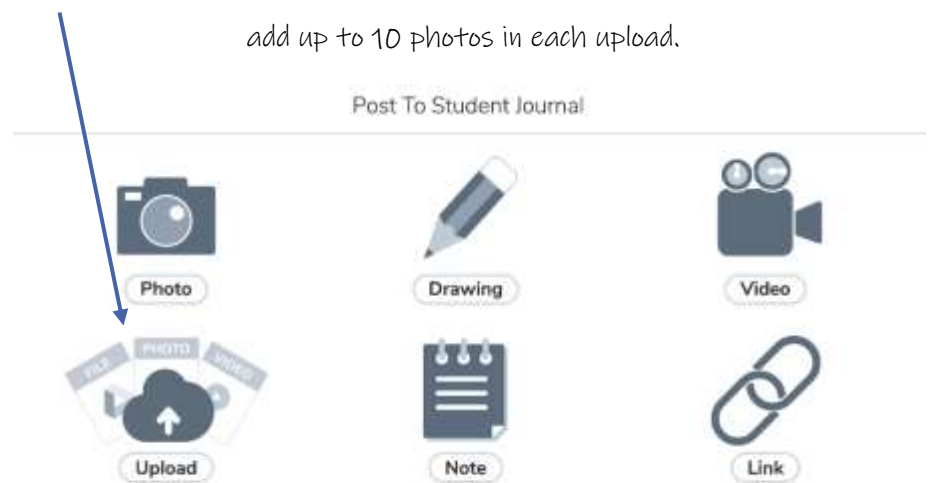 add up to 10 photos in each upload.
Post To Student Journal
Photo
Drawing
Video
FILE
PHOTO
VIDEO
Upload
Note
Link